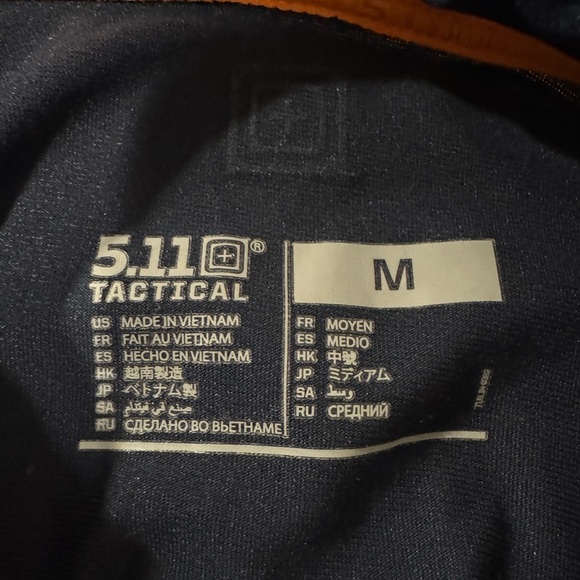 5.11®
TACTICAL
US MADE IN VIETNAM
FR FAIT AU VIETNAM
ES HECHO EN VIETNAM
HK 越南製造
JP ベトナム製
SA صنع في فيتنام
RU СДЕЛАНО ВО ВЬЕТНАМЕ
M
FR MOYEN
ES MEDIO
HK 中號
JP ミディアム
SA وسط
RU СРЕДНИЙ